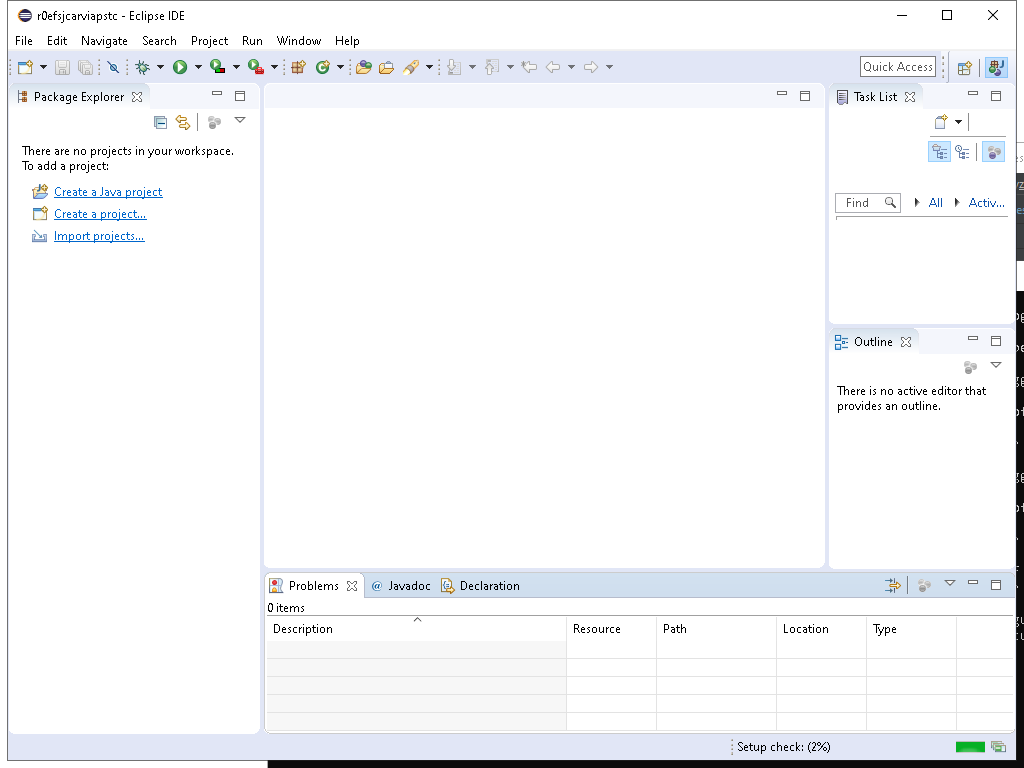 r0efsjcarviapstc - Eclipse IDE
File Edit Navigate Search Project Run Window Help
Quick Access
Package Explorer
There are no projects in your workspace.
To add a project:
Create a Java project
Create a project...
Import projects...
Task List
Find
All
Activ...
Outline
There is no active editor that
provides an outline.
Problems
@ Javadoc
Declaration
0 items
Description Resource Path Location Type
Setup check: (2%)